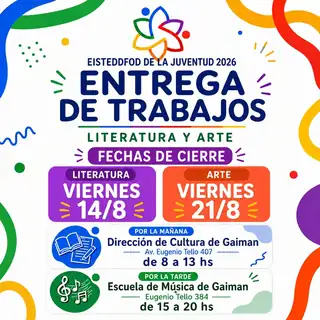 EISTEDDFOD DE LA JUVENTUD 2026
ENTREGA
DE TRABAJOS
LITERATURA Y ARTE
FECHAS DE CIERRE
LITERATURA
VIERNES
14/8
ARTE
VIERNES
21/8
POR LA MAÑANA
Dirección de Cultura de Gaiman
Av. Eugenio Tello 407
de 8 a 13 hs
POR LA TARDE
Escuela de Música de Gaiman
Eugenio Tello 384
de 15 a 20 hs